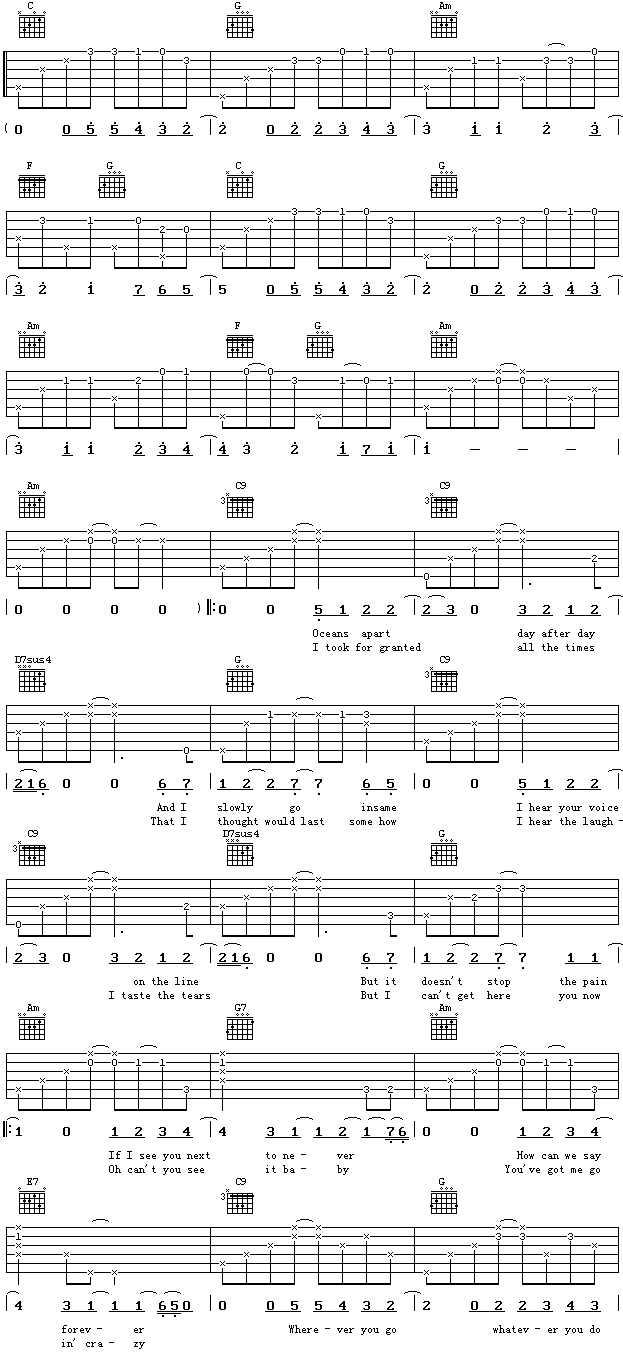 C G Am
( 0 0 5 5 4 3 2 | 2 0 2 2 3 4 3 | 3 1 1 2 3
F G C G
| 3 2 1 7 6 5 | 5 0 5 5 4 3 2 | 2 0 2 2 3 4 3
Am F G Am
| 3 1 1 2 3 4 | 4 3 2 1 7 1 | 1 — — —
Am C9 C9
| 0 0 0 0 ) |: 0 0 5 1 2 2 | 2 3 0 3 2 1 2
Oceans apart day after day
I took for granted all the times
D7sus4 G C9
| 2 1 6 0 0 6 7 | 1 2 2 7 7 6 5 | 0 0 5 1 2 2
And I slowly go insame I hear your voice
That I thought would last some how I hear the laugh-
C9 D7sus4 G
| 2 3 0 3 2 1 2 | 2 1 6 0 0 6 7 | 1 2 2 7 7 1 1
on the line But it doesn't stop the pain
I taste the tears But I can't get here you now
Am G7 Am
|: 1 0 1 2 3 4 | 4 3 1 1 2 1 7 6 | 0 0 1 2 3 4
If I see you next to ne- ver How can we say
Oh can't you see it ba- by You've got me go
E7 C9 G
| 4 3 1 1 1 6 5 0 | 0 0 5 5 4 3 2 | 2 0 2 2 3 4 3
forev- er Where-ver you go whatev-er you do
in' cra- zy